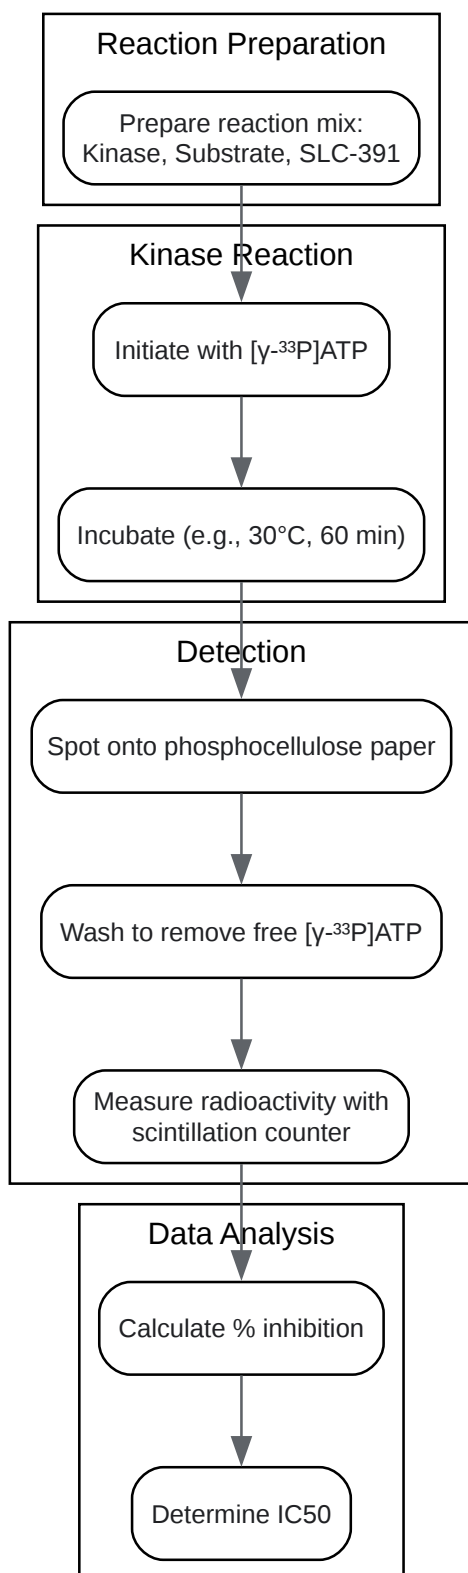 Reaction Preparation
Prepare reaction mix:
Kinase, Substrate, SLC-391
Kinase Reaction
Initiate with [γ-³³P]ATP
Incubate (e.g., 30°C, 60 min)
Detection
Spot onto phosphocellulose paper
Wash to remove free [γ-³³P]ATP
Measure radioactivity with
scintillation counter
Data Analysis
Calculate % inhibition
Determine IC50